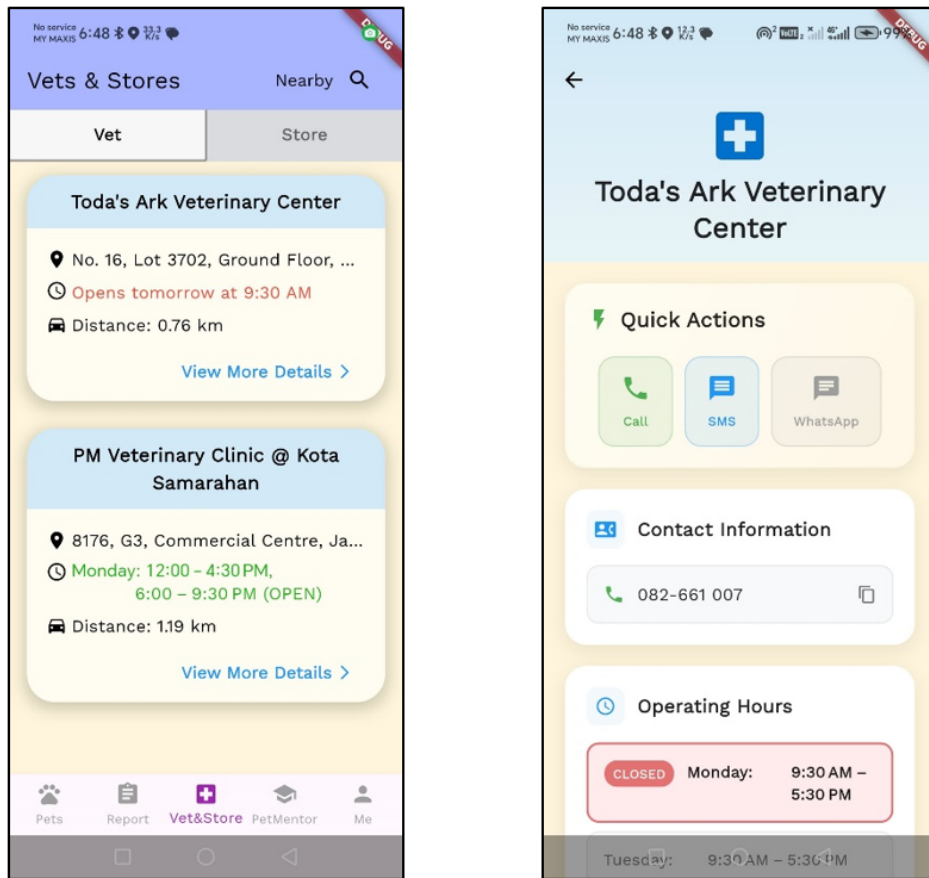 No service
MY MAXIS 6:48 33.3 K/s
DEBUG
Vets & Stores Nearby
Vet Store
Toda's Ark Veterinary Center
No. 16, Lot 3702, Ground Floor, ...
Opens tomorrow at 9:30 AM
Distance: 0.76 km
View More Details >
PM Veterinary Clinic @ Kota
Samarahan
8176, G3, Commercial Centre, Ja...
Monday: 12:00 – 4:30 PM,
6:00 – 9:30 PM (OPEN)
Distance: 1.19 km
View More Details >
Pets Report Vet&Store PetMentor Me
No service
MY MAXIS 6:48 12.3 K/s 99%
DEBUG
Toda's Ark Veterinary
Center
Quick Actions
Call SMS WhatsApp
Contact Information
082-661 007
Operating Hours
CLOSED Monday: 9:30 AM –
5:30 PM
Tuesday: 9:30 AM – 5:30 PM